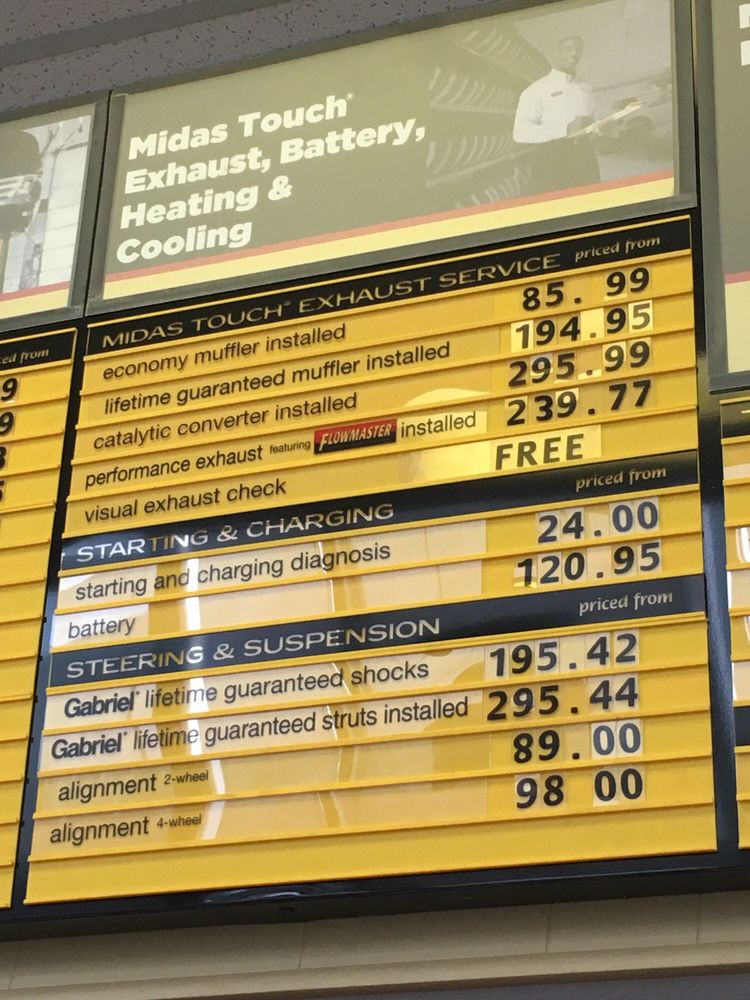 Midas Touch®
Exhaust, Battery,
Heating &
Cooling
MIDAS TOUCH® EXHAUST SERVICE priced from
economy muffler installed 85.99
lifetime guaranteed muffler installed 194.95
catalytic converter installed 295.99
performance exhaust featuring FLOWMASTER installed 239.77
visual exhaust check FREE
STARTING & CHARGING priced from
starting and charging diagnosis 24.00
battery 120.95
STEERING & SUSPENSION priced from
Gabriel® lifetime guaranteed shocks 195.42
Gabriel® lifetime guaranteed struts installed 295.44
alignment 2-wheel 89.00
alignment 4-wheel 98 00
ed from
9
9